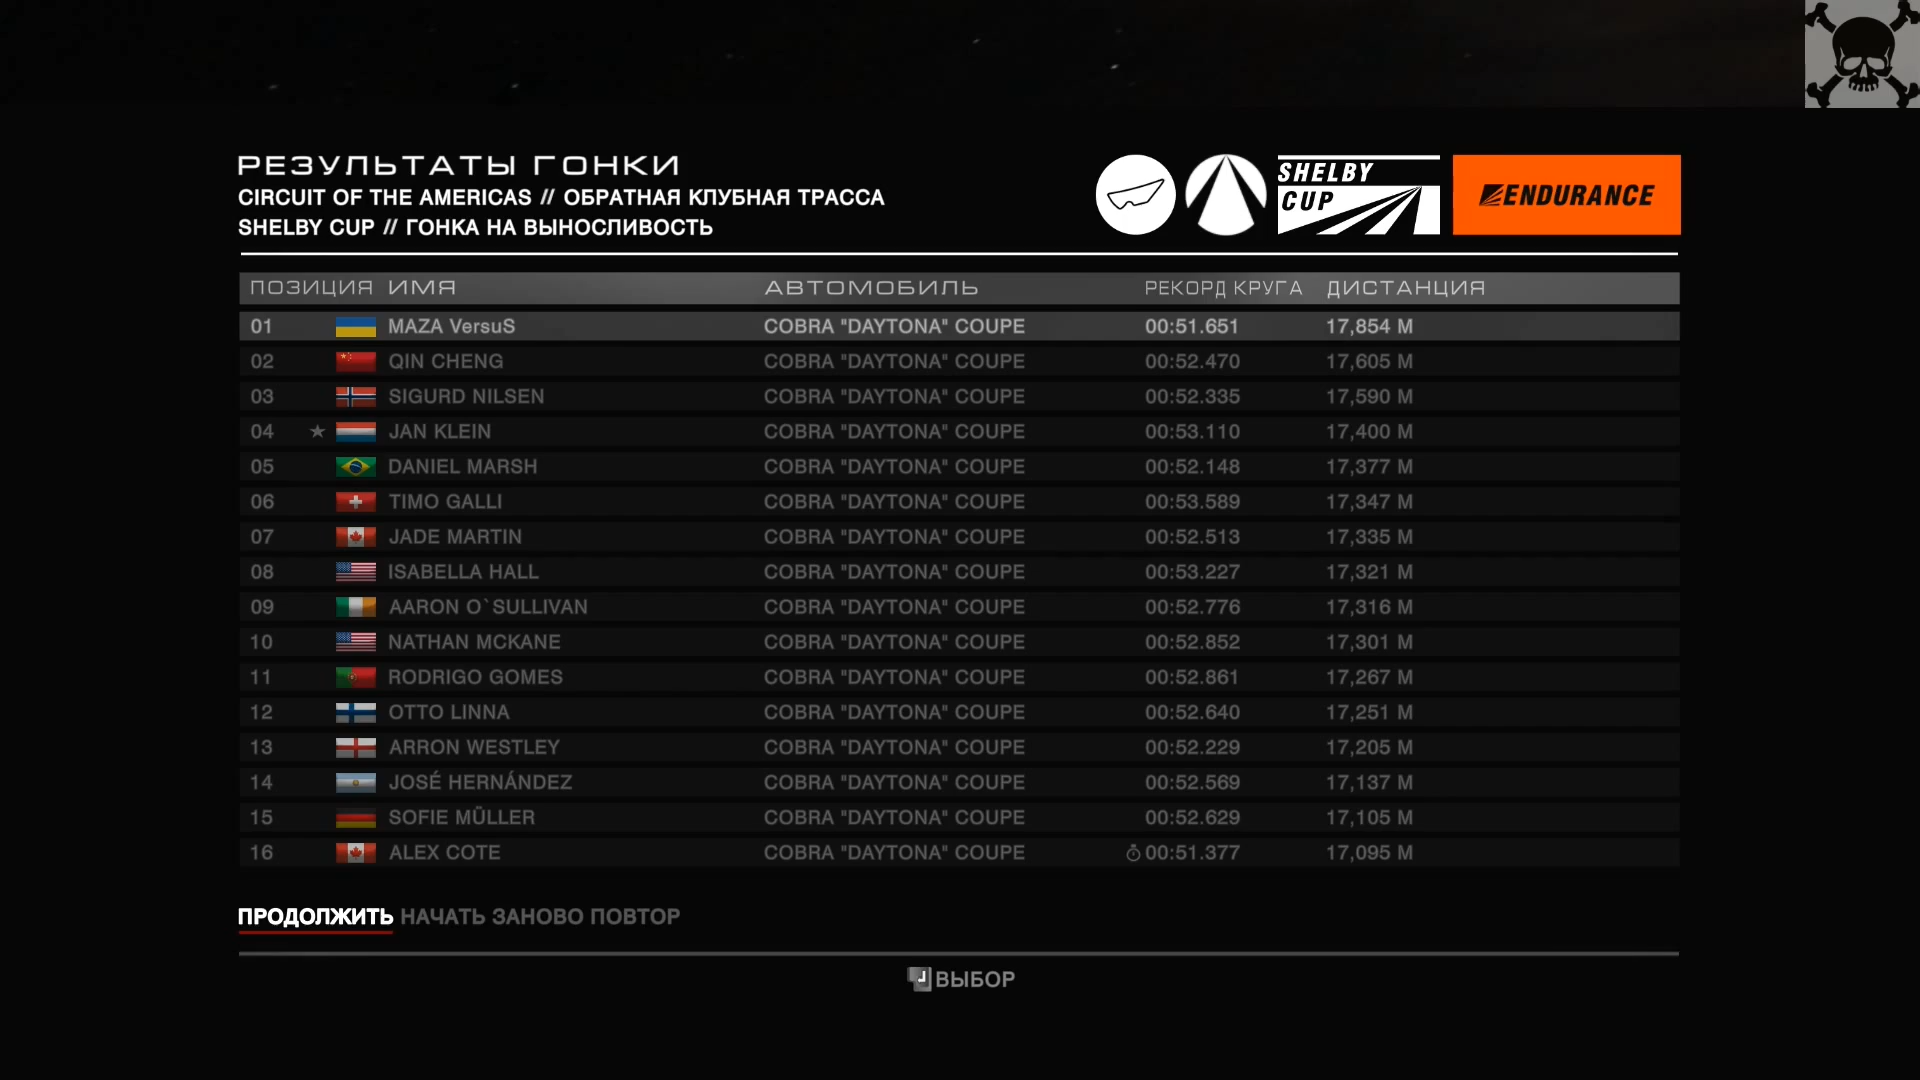 РЕЗУЛЬТАТЫ ГОНКИ
CIRCUIT OF THE AMERICAS // ОБРАТНАЯ КЛУБНАЯ ТРАССА
SHELBY CUP // ГОНКА НА ВЫНОСЛИВОСТЬ
SHELBY
CUP
ENDURANCE
ПОЗИЦИЯ ИМЯ АВТОМОБИЛЬ РЕКОРД КРУГА ДИСТАНЦИЯ
01 MAZA VersuS COBRA "DAYTONA" COUPE 00:51.651 17,854 M
02 QIN CHENG COBRA "DAYTONA" COUPE 00:52.470 17,605 M
03 SIGURD NILSEN COBRA "DAYTONA" COUPE 00:52.335 17,590 M
04 ★ JAN KLEIN COBRA "DAYTONA" COUPE 00:53.110 17,400 M
05 DANIEL MARSH COBRA "DAYTONA" COUPE 00:52.148 17,377 M
06 TIMO GALLI COBRA "DAYTONA" COUPE 00:53.589 17,347 M
07 JADE MARTIN COBRA "DAYTONA" COUPE 00:52.513 17,335 M
08 ISABELLA HALL COBRA "DAYTONA" COUPE 00:53.227 17,321 M
09 AARON O`SULLIVAN COBRA "DAYTONA" COUPE 00:52.776 17,316 M
10 NATHAN MCKANE COBRA "DAYTONA" COUPE 00:52.852 17,301 M
11 RODRIGO GOMES COBRA "DAYTONA" COUPE 00:52.861 17,267 M
12 OTTO LINNA COBRA "DAYTONA" COUPE 00:52.640 17,251 M
13 ARRON WESTLEY COBRA "DAYTONA" COUPE 00:52.229 17,205 M
14 JOSÉ HERNÁNDEZ COBRA "DAYTONA" COUPE 00:52.569 17,137 M
15 SOFIE MÜLLER COBRA "DAYTONA" COUPE 00:52.629 17,105 M
16 ALEX COTE COBRA "DAYTONA" COUPE 00:51.377 17,095 M
ПРОДОЛЖИТЬ НАЧАТЬ ЗАНОВО ПОВТОР
ВЫБОР